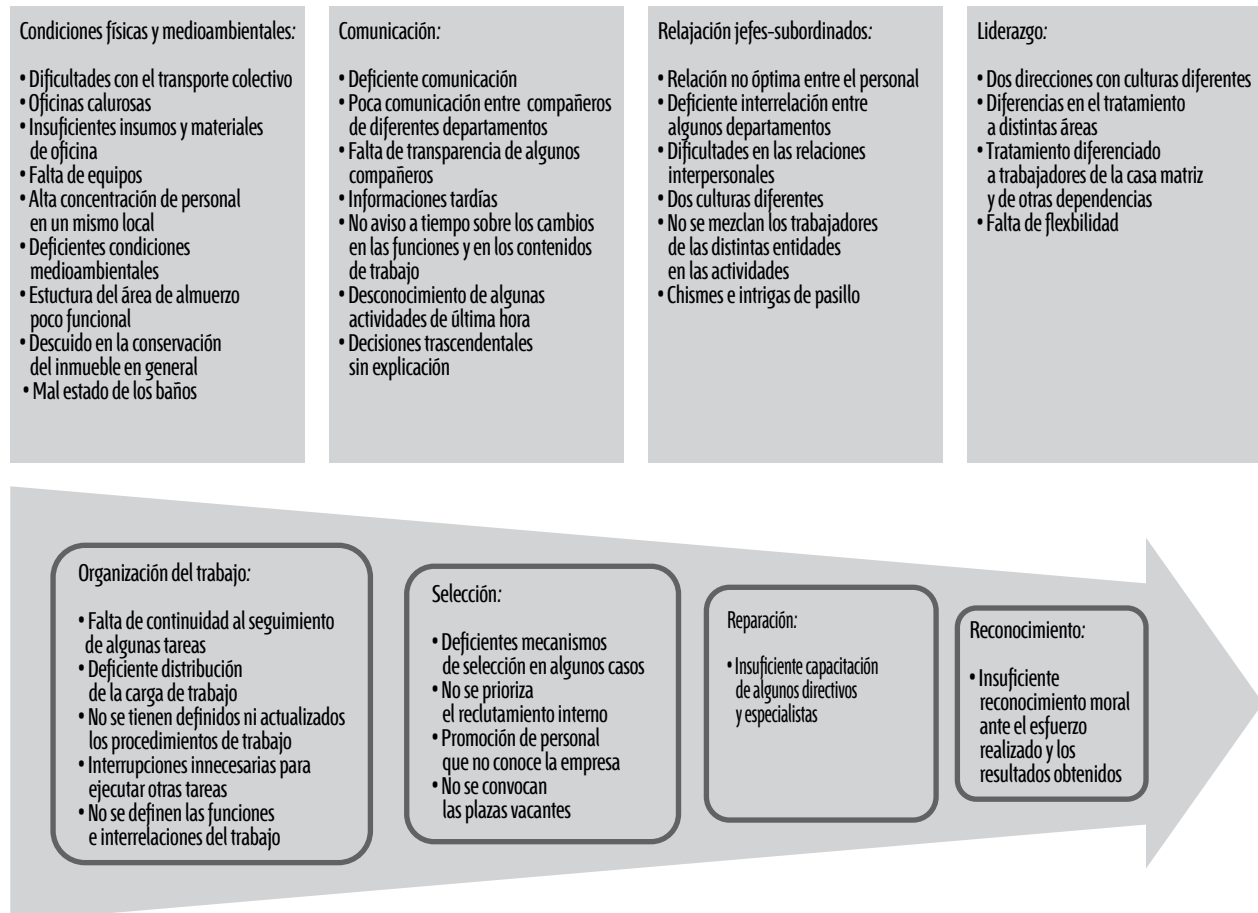 Condiciones físicas y medioambientales:
• Dificultades con el transporte colectivo
• Oficinas calurosas
• Insuficientes insumos y materiales
de oficina
• Falta de equipos
• Alta concentración de personal
en un mismo local
• Deficientes condiciones
medioambientales
• Estuctura del área de almuerzo
poco funcional
• Descuido en la conservación
del inmueble en general
• Mal estado de los baños
Comunicación:
• Deficiente comunicación
• Poca comunicación entre compañeros
de diferentes departamentos
• Falta de transparencia de algunos
compañeros
• Informaciones tardías
• No aviso a tiempo sobre los cambios
en las funciones y en los contenidos
de trabajo
• Desconocimiento de algunas
actividades de última hora
• Decisiones trascendentales
sin explicación
Relajación jefes-subordinados:
• Relación no óptima entre el personal
• Deficiente interrelación entre
algunos departamentos
• Dificultades en las relaciones
interpersonales
• Dos culturas diferentes
• No se mezclan los trabajadores
de las distintas entidades
en las actividades
• Chismes e intrigas de pasillo
Liderazgo:
• Dos direcciones con culturas diferentes
• Diferencias en el tratamiento
a distintas áreas
• Tratamiento diferenciado
a trabajadores de la casa matriz
y de otras dependencias
• Falta de flexbilidad
Organización del trabajo:
• Falta de continuidad al seguimiento
de algunas tareas
• Deficiente distribución
de la carga de trabajo
• No se tienen definidos ni actualizados
los procedimientos de trabajo
• Interrupciones innecesarias para
ejecutar otras tareas
• No se definen las funciones
e interrelaciones del trabajo
Selección:
• Deficientes mecanismos
de selección en algunos casos
• No se prioriza
el reclutamiento interno
• Promoción de personal
que no conoce la empresa
• No se convocan
las plazas vacantes
Reparación:
• Insuficiente capacitación
de algunos directivos
y especialistas
Reconocimiento:
• Insuficiente
reconocimiento moral
ante el esfuerzo
realizado y los
resultados obtenidos